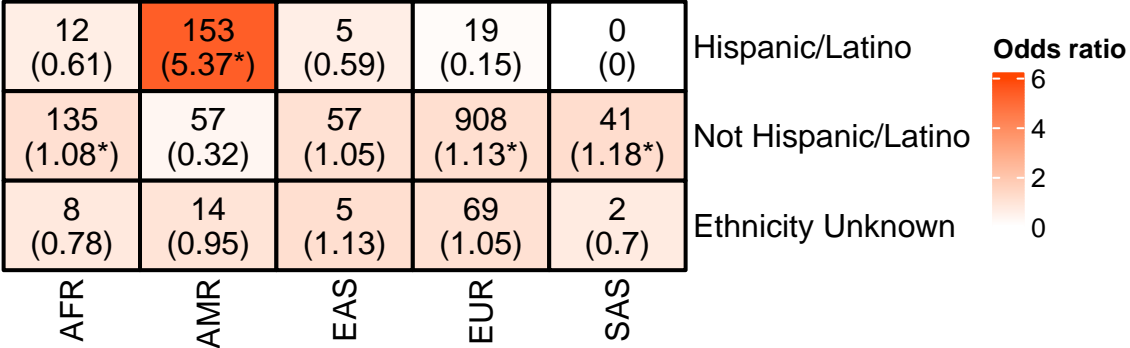 12 153 5 19 0 Hispanic/Latino
(0.61) (5.37*) (0.59) (0.15) (0)
135 57 57 908 41 Not Hispanic/Latino
(1.08*) (0.32) (1.05) (1.13*) (1.18*)
8 14 5 69 2 Ethnicity Unknown
(0.78) (0.95) (1.13) (1.05) (0.7)
AFR AMR EAS EUR SAS
Odds ratio
6
4
2
0